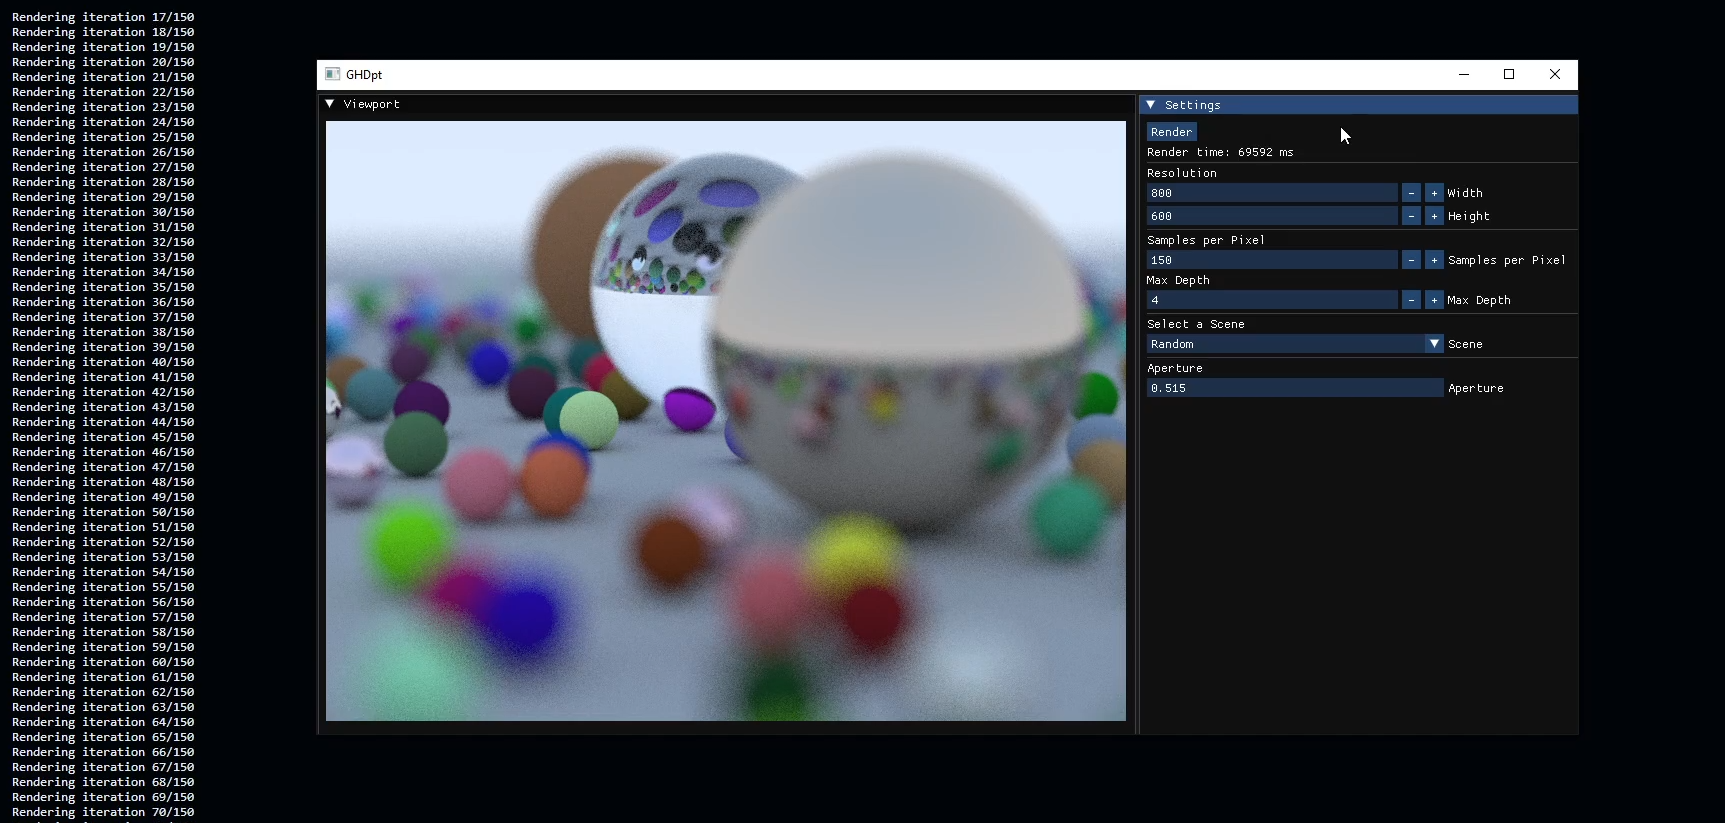 Rendering iteration 17/150
Rendering iteration 18/150
Rendering iteration 19/150
Rendering iteration 20/150
Rendering iteration 21/150
Rendering iteration 22/150
Rendering iteration 23/150
Rendering iteration 24/150
Rendering iteration 25/150
Rendering iteration 26/150
Rendering iteration 27/150
Rendering iteration 28/150
Rendering iteration 29/150
Rendering iteration 30/150
Rendering iteration 31/150
Rendering iteration 32/150
Rendering iteration 33/150
Rendering iteration 34/150
Rendering iteration 35/150
Rendering iteration 36/150
Rendering iteration 37/150
Rendering iteration 38/150
Rendering iteration 39/150
Rendering iteration 40/150
Rendering iteration 41/150
Rendering iteration 42/150
Rendering iteration 43/150
Rendering iteration 44/150
Rendering iteration 45/150
Rendering iteration 46/150
Rendering iteration 47/150
Rendering iteration 48/150
Rendering iteration 49/150
Rendering iteration 50/150
Rendering iteration 51/150
Rendering iteration 52/150
Rendering iteration 53/150
Rendering iteration 54/150
Rendering iteration 55/150
Rendering iteration 56/150
Rendering iteration 57/150
Rendering iteration 58/150
Rendering iteration 59/150
Rendering iteration 60/150
Rendering iteration 61/150
Rendering iteration 62/150
Rendering iteration 63/150
Rendering iteration 64/150
Rendering iteration 65/150
Rendering iteration 66/150
Rendering iteration 67/150
Rendering iteration 68/150
Rendering iteration 69/150
Rendering iteration 70/150
GHDpt
Viewport
Settings
Render
Render time: 69592 ms
Resolution
800 - + Width
600 - + Height
Samples per Pixel
150 - + Samples per Pixel
Max Depth
4 - + Max Depth
Select a Scene
Random Scene
Aperture
0.515 Aperture